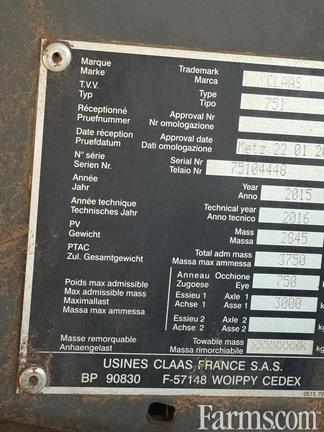 Marque Trademark CLAAS
Marke Marca
T.V.V. Type 751
Typ Tipo
Réceptionné Approval Nr
Pruefnummer Nr omologazione
Date réception Approval date Metz 22 01 20
Pruefdatum Dati omologazione
N° série Serial Nr 75104448
Serien Nr. Telaio Nr
Année Year 2015
Jahr Anno
Année technique Technical year 2016
Technisches Jahr Anno tecnico
PV Mass 2845
Gewicht Massa
PTAC Total adm mass 3750
Zul. Gesamtgewicht Massa max ammessa
Anneau Occhione 750
Zugoese Eye
Poids max admissible Essieu 1 Axle 1 3000
Max admissible mass Achse 1 Asse 1
Maximallast Essieu 2 Axle 2
Massa max ammessa Achse 2 Asse 2
Masse remorquable Towable mass XXXXXXXXX
Anhaengelast Massa rimorchiabile
USINES CLAAS FRANCE S.A.S.
BP 90830 F-57148 WOIPPY CEDEX
Farms.com